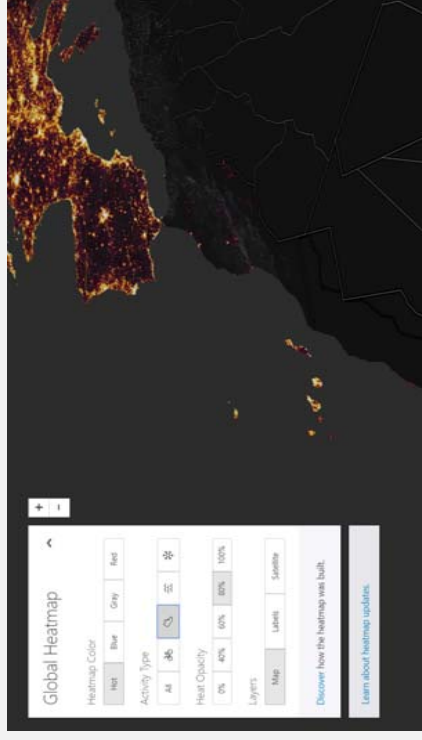 Global Heatmap
Heatmap Color
Hot Blue Gray Red
Activity Type
All
Heat Opacity
0% 40% 60% 80% 100%
Layers
Map Labels Satellite
Discover how the heatmap was built.
Learn about heatmap updates.
+
−